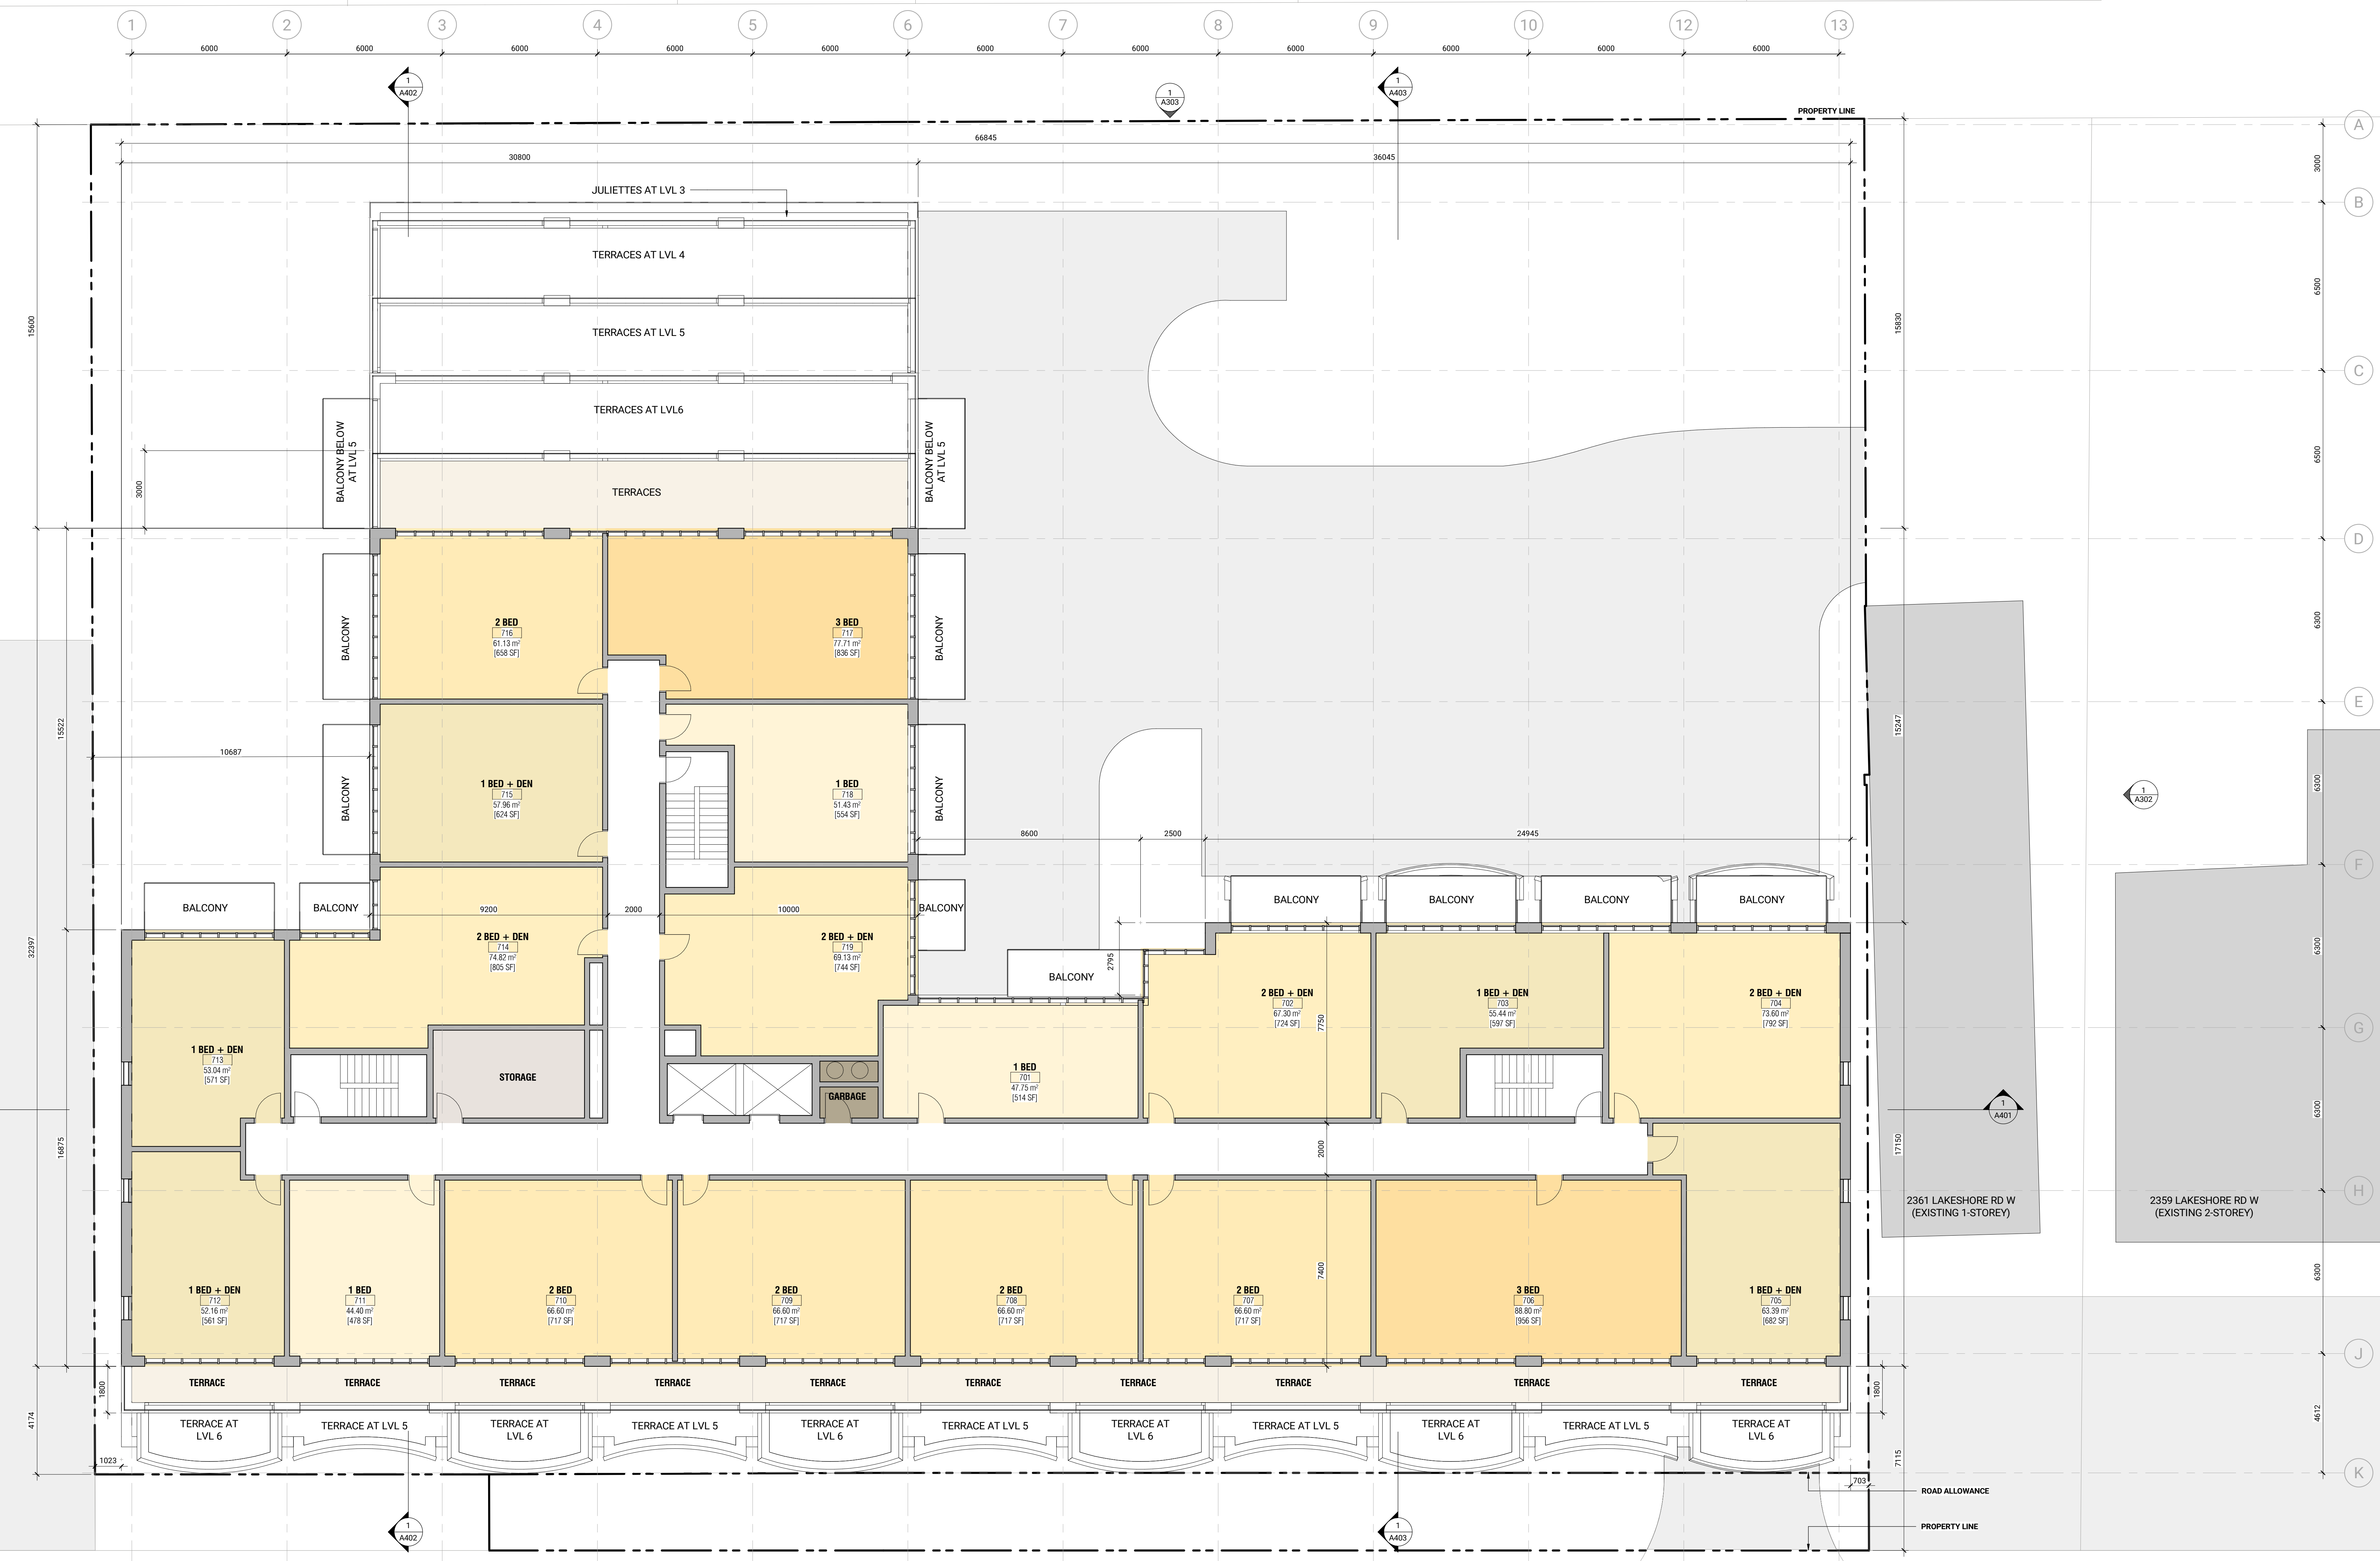 1 2 3 4 5 6 7 8 9 10 12 13
6000 6000 6000 6000 6000 6000 6000 6000 6000 6000 6000
1
A402
1
A303
1
A403
PROPERTY LINE
A
66845
30800 36045
3000
JULIETTES AT LVL 3
B
TERRACES AT LVL 4
6500
15600
15830
TERRACES AT LVL 5
C
TERRACES AT LVL6
BALCONY BELOW
AT LVL 5
BALCONY BELOW
AT LVL 5
6500
3000
TERRACES
D
2 BED
716
61.13 m²
[658 SF]
3 BED
717
77.71 m²
[836 SF]
BALCONY
BALCONY
6300
E
15522
10687
15247
1 BED + DEN
715
57.96 m²
[624 SF]
1 BED
718
51.43 m²
[554 SF]
BALCONY
BALCONY
6300
1
A302
8600 2500 24945
F
BALCONY BALCONY
9200 2000 10000
BALCONY
BALCONY BALCONY BALCONY BALCONY
32397
2 BED + DEN
714
74.82 m²
[805 SF]
2 BED + DEN
719
69.13 m²
[744 SF]
6300
2795
BALCONY
2 BED + DEN
702
67.30 m²
[724 SF]
1 BED + DEN
703
55.44 m²
[597 SF]
2 BED + DEN
704
73.60 m²
[792 SF]
7750
G
1 BED + DEN
713
53.04 m²
[571 SF]
STORAGE
GARBAGE
1 BED
701
47.75 m²
[514 SF]
6300
1
A401
16875
2000
17150
H
2361 LAKESHORE RD W
(EXISTING 1-STOREY)
2359 LAKESHORE RD W
(EXISTING 2-STOREY)
7400
6300
1 BED + DEN
712
52.16 m²
[561 SF]
1 BED
711
44.40 m²
[478 SF]
2 BED
710
66.60 m²
[717 SF]
2 BED
709
66.60 m²
[717 SF]
2 BED
708
66.60 m²
[717 SF]
2 BED
707
66.60 m²
[717 SF]
3 BED
706
88.80 m²
[956 SF]
1 BED + DEN
705
63.39 m²
[682 SF]
J
TERRACE TERRACE TERRACE TERRACE TERRACE TERRACE TERRACE TERRACE TERRACE TERRACE
1800
1800
4174
4612
TERRACE AT
LVL 6
TERRACE AT LVL 5
TERRACE AT
LVL 6
TERRACE AT LVL 5
TERRACE AT
LVL 6
TERRACE AT LVL 5
TERRACE AT
LVL 6
TERRACE AT LVL 5
TERRACE AT
LVL 6
TERRACE AT LVL 5
TERRACE AT
LVL 6
1023
7115
K
703
ROAD ALLOWANCE
PROPERTY LINE
1
A402
1
A403